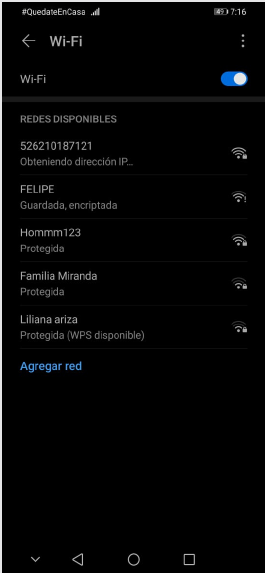 #QuedateEnCasa 7:16
Wi-Fi
Wi-Fi
REDES DISPONIBLES
526210187121
Obteniendo dirección IP...
FELIPE
Guardada, encriptada
Hommm123
Protegida
Familia Miranda
Protegida
Liliana ariza
Protegida (WPS disponible)
Agregar red